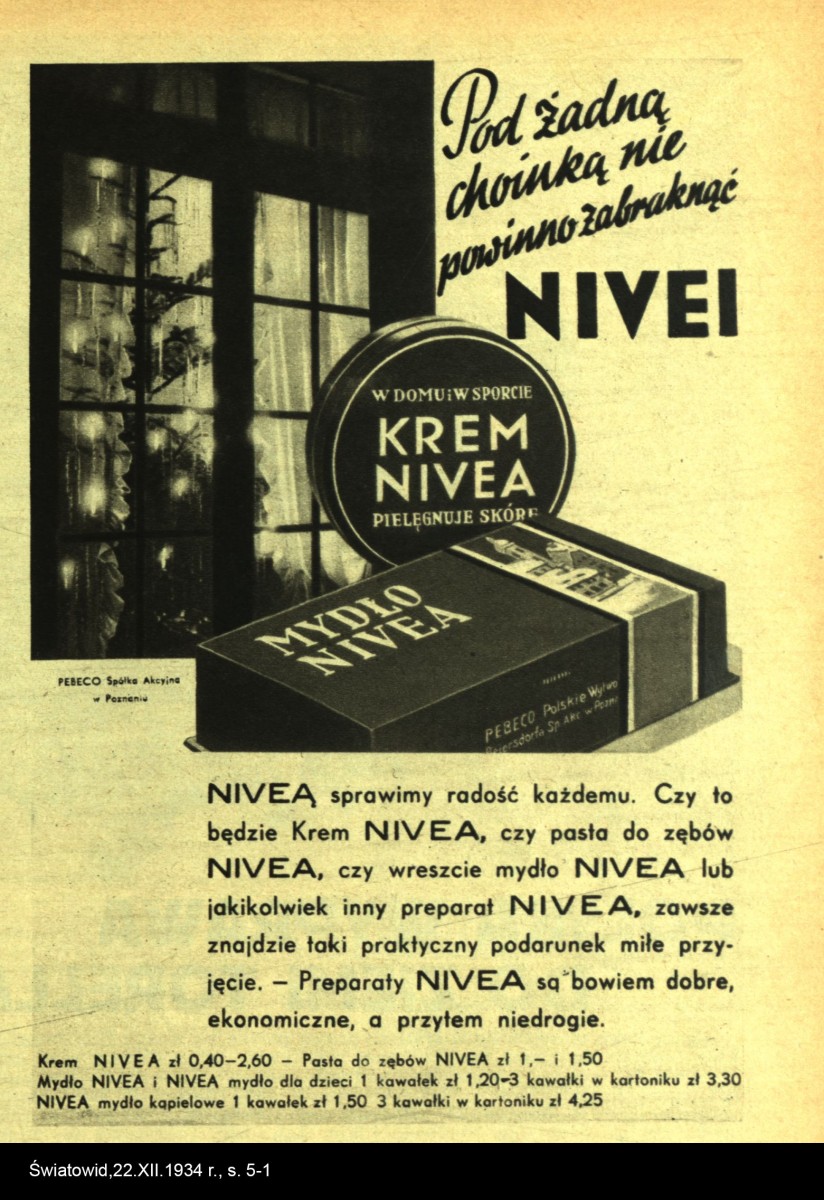 Pod żadną
choinką nie
powinno zabraknąć
NIVEI
W DOMU i W SPORCIE
KREM
NIVEA
PIELĘGNUJE SKÓRĘ
MYDŁO
NIVEA
PEBECO Polskie Wytwo
Beiersdorfa Sp. Akc. w Pozna
PEBECO Spółka Akcyjna
w Poznaniu
NIVEĄ sprawimy radość każdemu. Czy to
będzie Krem NIVEA, czy pasta do zębów
NIVEA, czy wreszcie mydło NIVEA lub
jakikolwiek inny preparat NIVEA, zawsze
znajdzie taki praktyczny podarunek miłe przy-
jęcie. – Preparaty NIVEA są bowiem dobre,
ekonomiczne, a przytem niedrogie.
Krem NIVEA zł 0,40–2,60 – Pasta do zębów NIVEA zł 1,– i 1,50
Mydło NIVEA i NIVEA mydło dla dzieci 1 kawałek zł 1,20–3 kawałki w kartoniku zł 3,30
NIVEA mydło kąpielowe 1 kawałek zł 1,50 3 kawałki w kartoniku zł 4,25
Światowid,22.XII.1934 r., s. 5-1